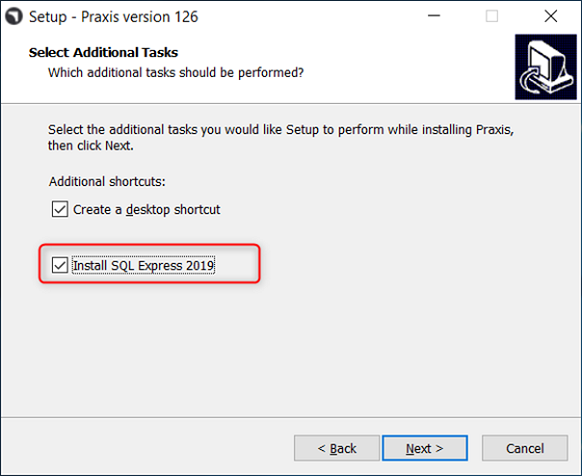 Setup - Praxis version 126
Select Additional Tasks
Which additional tasks should be performed?
Select the additional tasks you would like Setup to perform while installing Praxis,
then click Next.
Additional shortcuts:
Create a desktop shortcut
Install SQL Express 2019
< Back Next > Cancel